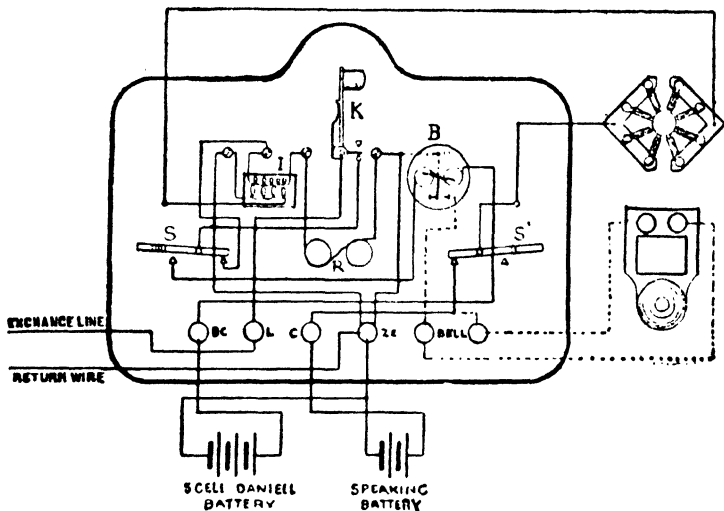 K
B
I
S
S'
R
EXCHANGE LINE
BC
L
C
ZC
BELL
RETURN WIRE
5 CELL DANIELL
BATTERY
SPEAKING
BATTERY